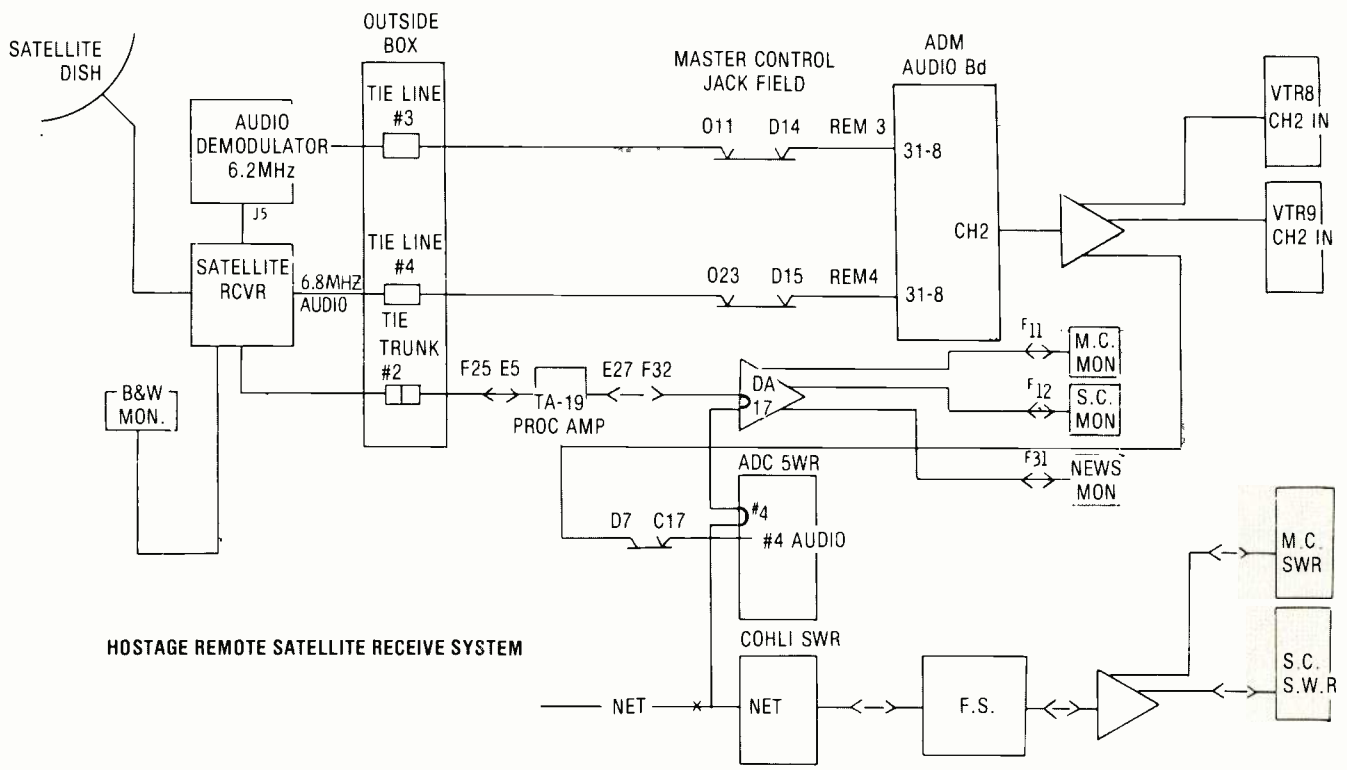 SATELLITE
DISH
OUTSIDE
BOX
AUDIO
DEMODULATOR
6.2MHz
J5
TIE LINE
#3
MASTER CONTROL
JACK FIELD
O11 D14 REM 3
ADM
AUDIO Bd
31-8
CH2
31-8
VTR8
CH2 IN
VTR9
CH2 IN
SATELLITE
RCVR
6.8MHZ
AUDIO
TIE LINE
#4
O23 D15 REM4
TIE
TRUNK
#2
B&W
MON.
F25 E5
TA-19
PROC AMP
E27 F32
DA
17
F11
M.C.
MON
F12
S.C.
MON
F31
NEWS
MON
ADC 5WR
#4
#4 AUDIO
D7 C17
M.C.
SWR
HOSTAGE REMOTE SATELLITE RECEIVE SYSTEM
COHLI SWR
NET
NET
F.S.
S.C.
S.W.R